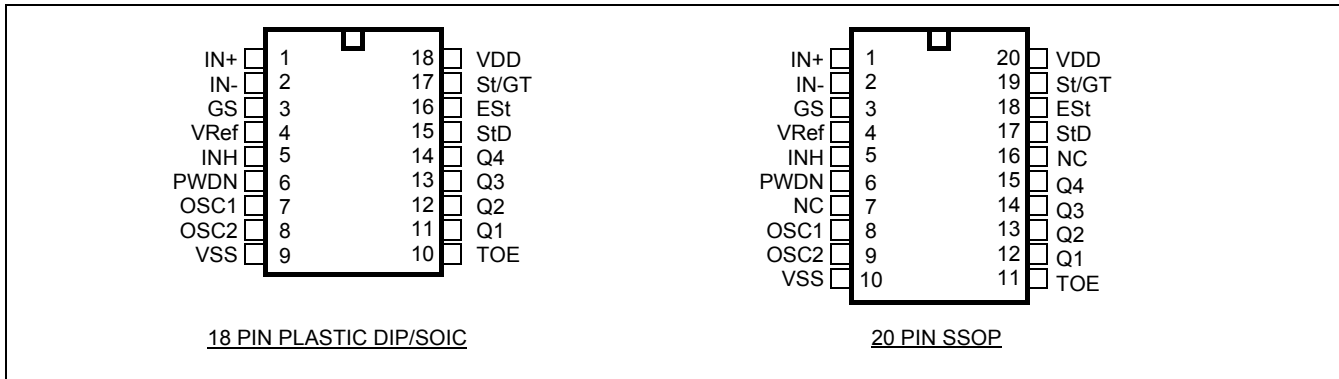 IN+ 1 18 VDD
IN- 2 17 St/GT
GS 3 16 ESt
VRef 4 15 StD
INH 5 14 Q4
PWDN 6 13 Q3
OSC1 7 12 Q2
OSC2 8 11 Q1
VSS 9 10 TOE
18 PIN PLASTIC DIP/SOIC
IN+ 1 20 VDD
IN- 2 19 St/GT
GS 3 18 ESt
VRef 4 17 StD
INH 5 16 NC
PWDN 6 15 Q4
NC 7 14 Q3
OSC1 8 13 Q2
OSC2 9 12 Q1
VSS 10 11 TOE
20 PIN SSOP